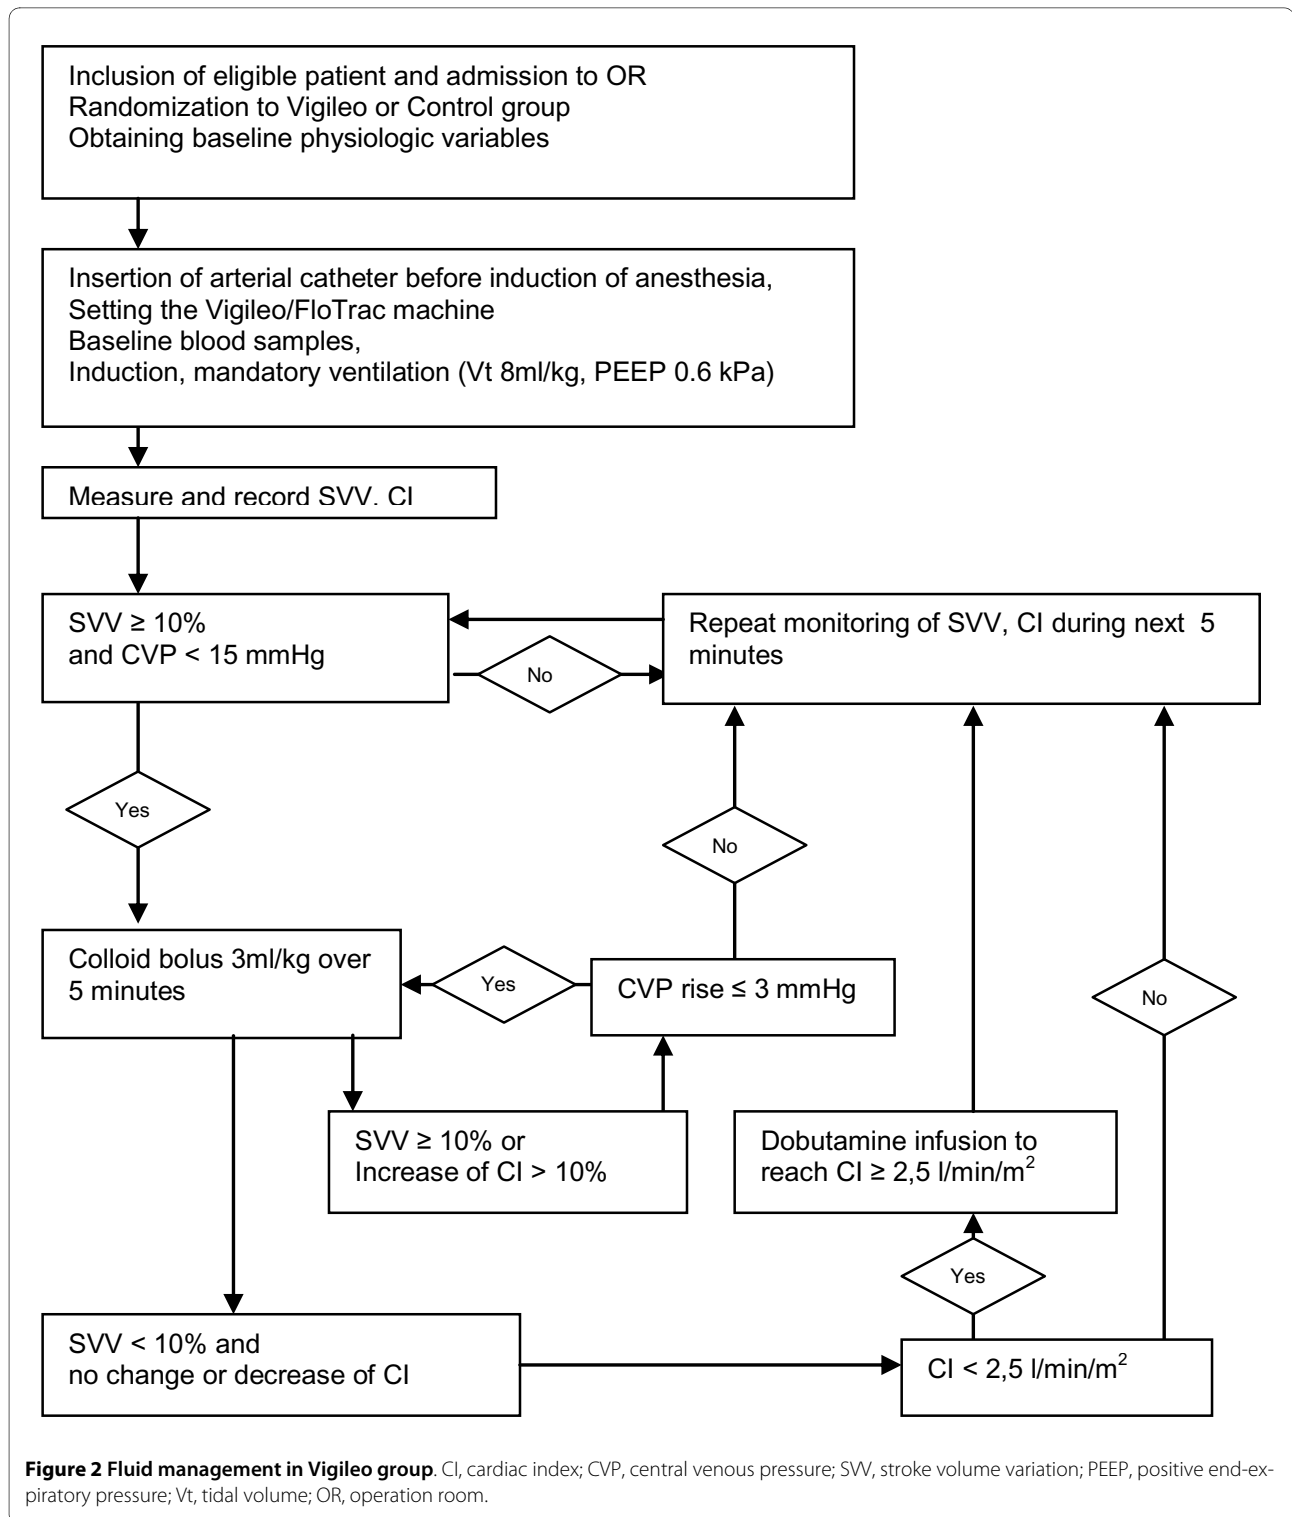 Inclusion of eligible patient and admission to OR
Randomization to Vigileo or Control group
Obtaining baseline physiologic variables
Insertion of arterial catheter before induction of anesthesia,
Setting the Vigileo/FloTrac machine
Baseline blood samples,
Induction, mandatory ventilation (Vt 8ml/kg, PEEP 0.6 kPa)
Measure and record SVV, CI
SVV ≥ 10%
and CVP < 15 mmHg
No
Repeat monitoring of SVV, CI during next 5
minutes
Yes
No
Colloid bolus 3ml/kg over
5 minutes
Yes
CVP rise ≤ 3 mmHg
No
SVV ≥ 10% or
Increase of CI > 10%
Dobutamine infusion to
reach CI ≥ 2,5 l/min/m²
Yes
SVV < 10% and
no change or decrease of CI
CI < 2,5 l/min/m²
Figure 2 Fluid management in Vigileo group. CI, cardiac index; CVP, central venous pressure; SVV, stroke volume variation; PEEP, positive end-ex-
piratory pressure; Vt, tidal volume; OR, operation room.